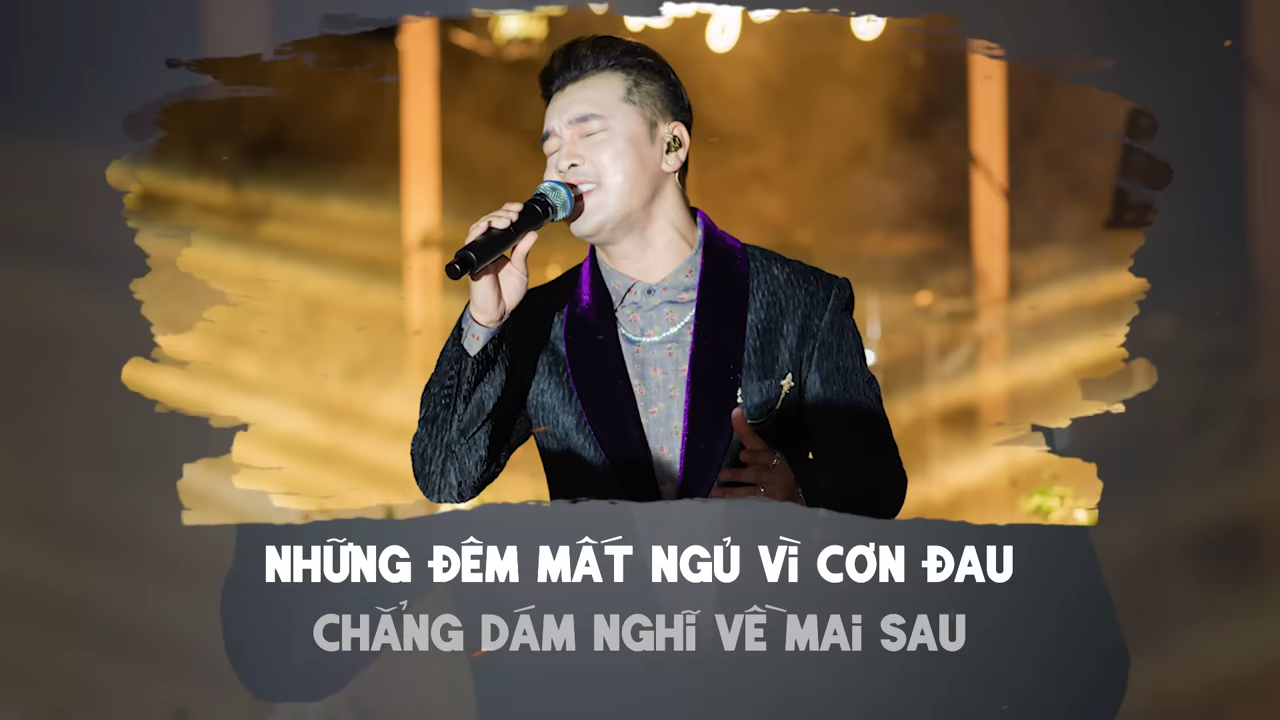 NHỮNG ĐÊM MẤT NGỦ VÌ CƠN ĐAU
CHẲNG DÁM NGHĨ VỀ MAI SAU